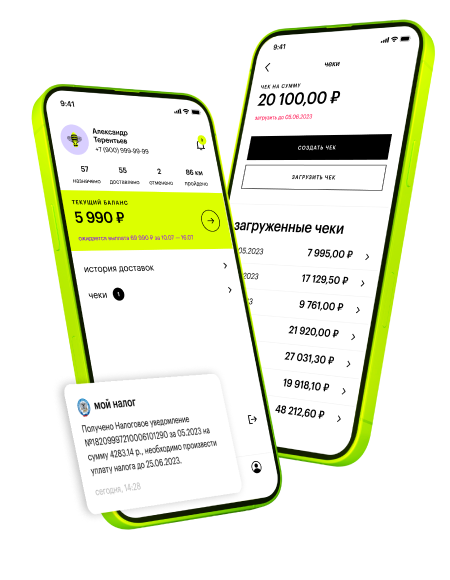 9:41
Александр
Терентьев
+7 (900) 999-99-99
57
55
2
86 км
назначено
доставлено
отменено
пройдено
ТЕКУЩИЙ БАЛАНС
5 990 ₽
ожидается выплата 69 990 ₽ за 10.07 — 16.07
история доставок
чеки 1
мой налог
Получено Налоговое уведомление
№18209997210006101290 за 05.2023 на
сумму 4283.14 р., необходимо произвести
уплату налога до 25.06.2023.
сегодня, 14:28
9:41
чеки
ЧЕК НА СУММУ
20 100,00 ₽
загрузить до 05.06.2023
СОЗДАТЬ ЧЕК
ЗАГРУЗИТЬ ЧЕК
загруженные чеки
05.2023 7 995,00 ₽
2023 17 129,50 ₽
9 761,00 ₽
21 920,00 ₽
27 031,30 ₽
19 918,10 ₽
48 212,60 ₽